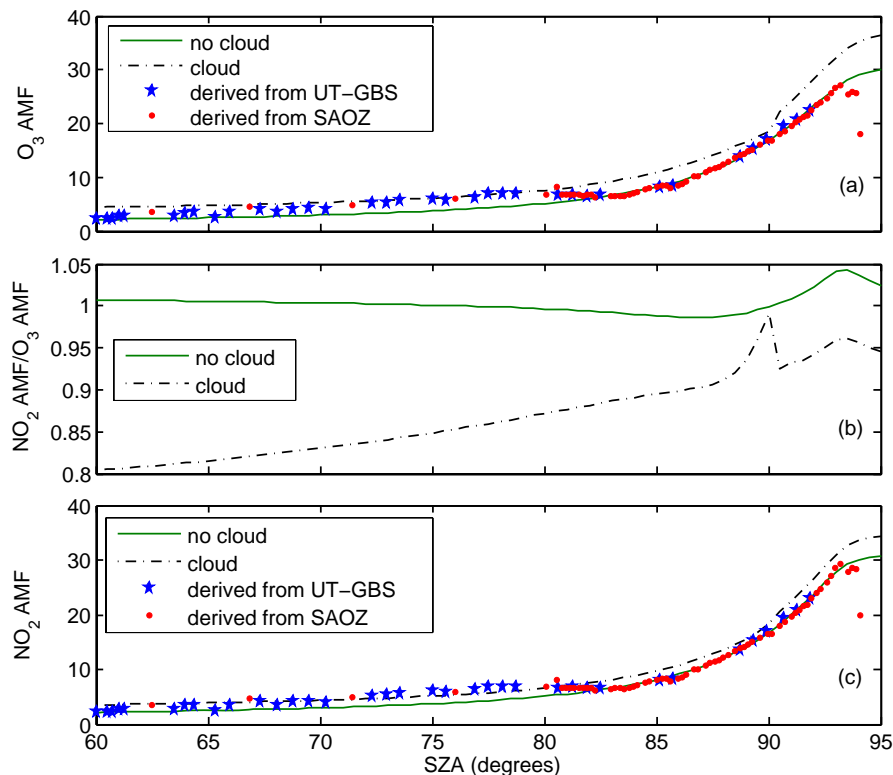 40
30
20
10
0
O3 AMF
no cloud
cloud
derived from UT−GBS
derived from SAOZ
(a)
1.05
1
0.95
0.9
0.85
0.8
NO2 AMF/O3 AMF
no cloud
cloud
(b)
40
30
20
10
0
NO2 AMF
no cloud
cloud
derived from UT−GBS
derived from SAOZ
(c)
60 65 70 75 80 85 90 95
SZA (degrees)